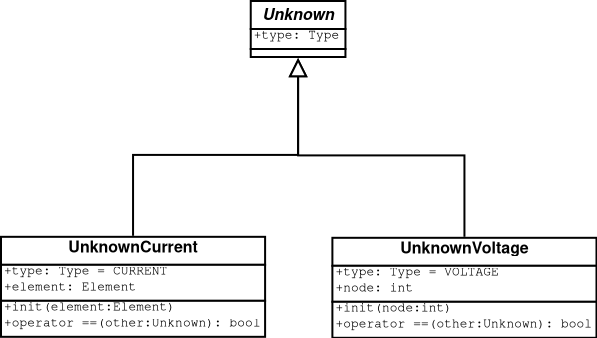 Unknown
+type: Type
UnknownCurrent
+type: Type = CURRENT
+element: Element
+init(element:Element)
+operator ==(other:Unknown): bool
UnknownVoltage
+type: Type = VOLTAGE
+node: int
+init(node:int)
+operator ==(other:Unknown): bool